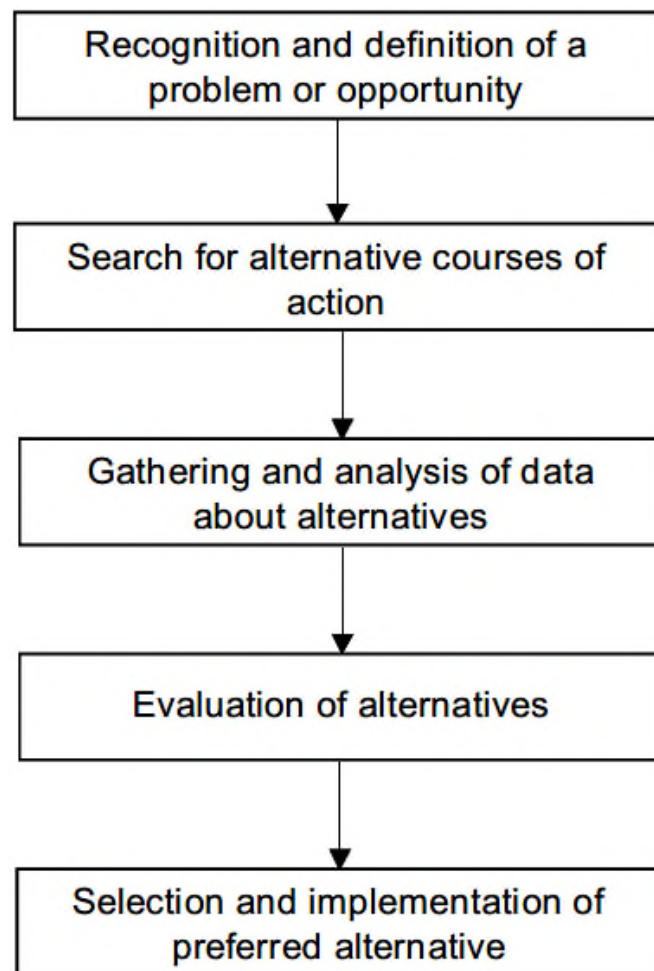 Recognition and definition of a
problem or opportunity
Search for alternative courses of
action
Gathering and analysis of data
about alternatives
Evaluation of alternatives
Selection and implementation of
preferred alternative